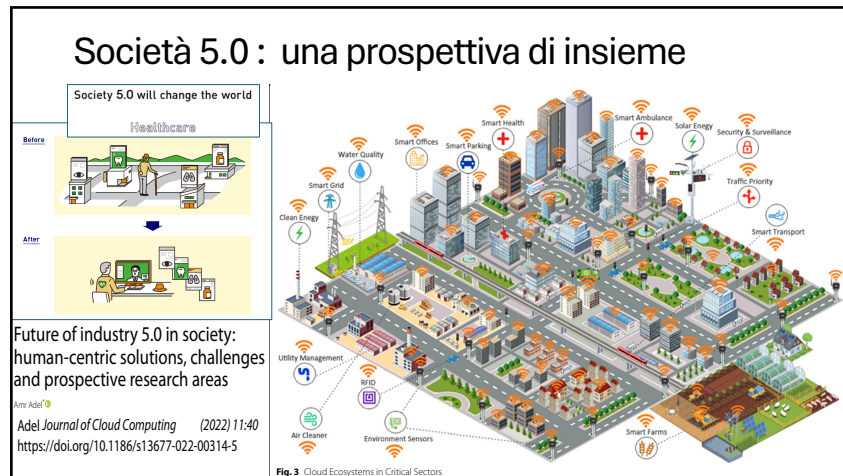 Società 5.0 : una prospettiva di insieme
Society 5.0 will change the world
Healthcare
Before
After
Future of industry 5.0 in society:
human-centric solutions, challenges
and prospective research areas
Amr Adel*
Adel Journal of Cloud Computing (2022) 11:40
https://doi.org/10.1186/s13677-022-00314-5
Clean Enegy
Smart Grid
Water Quality
Smart Offices
Smart Parking
Smart Health
Smart Ambulance
Solar Enegy
Security & Surveillance
Traffic Priority
Smart Transport
Utility Management
Air Cleaner
RFID
Environment Sensors
Smart Farms
Fig. 3 Cloud Ecosystems in Critical Sectors